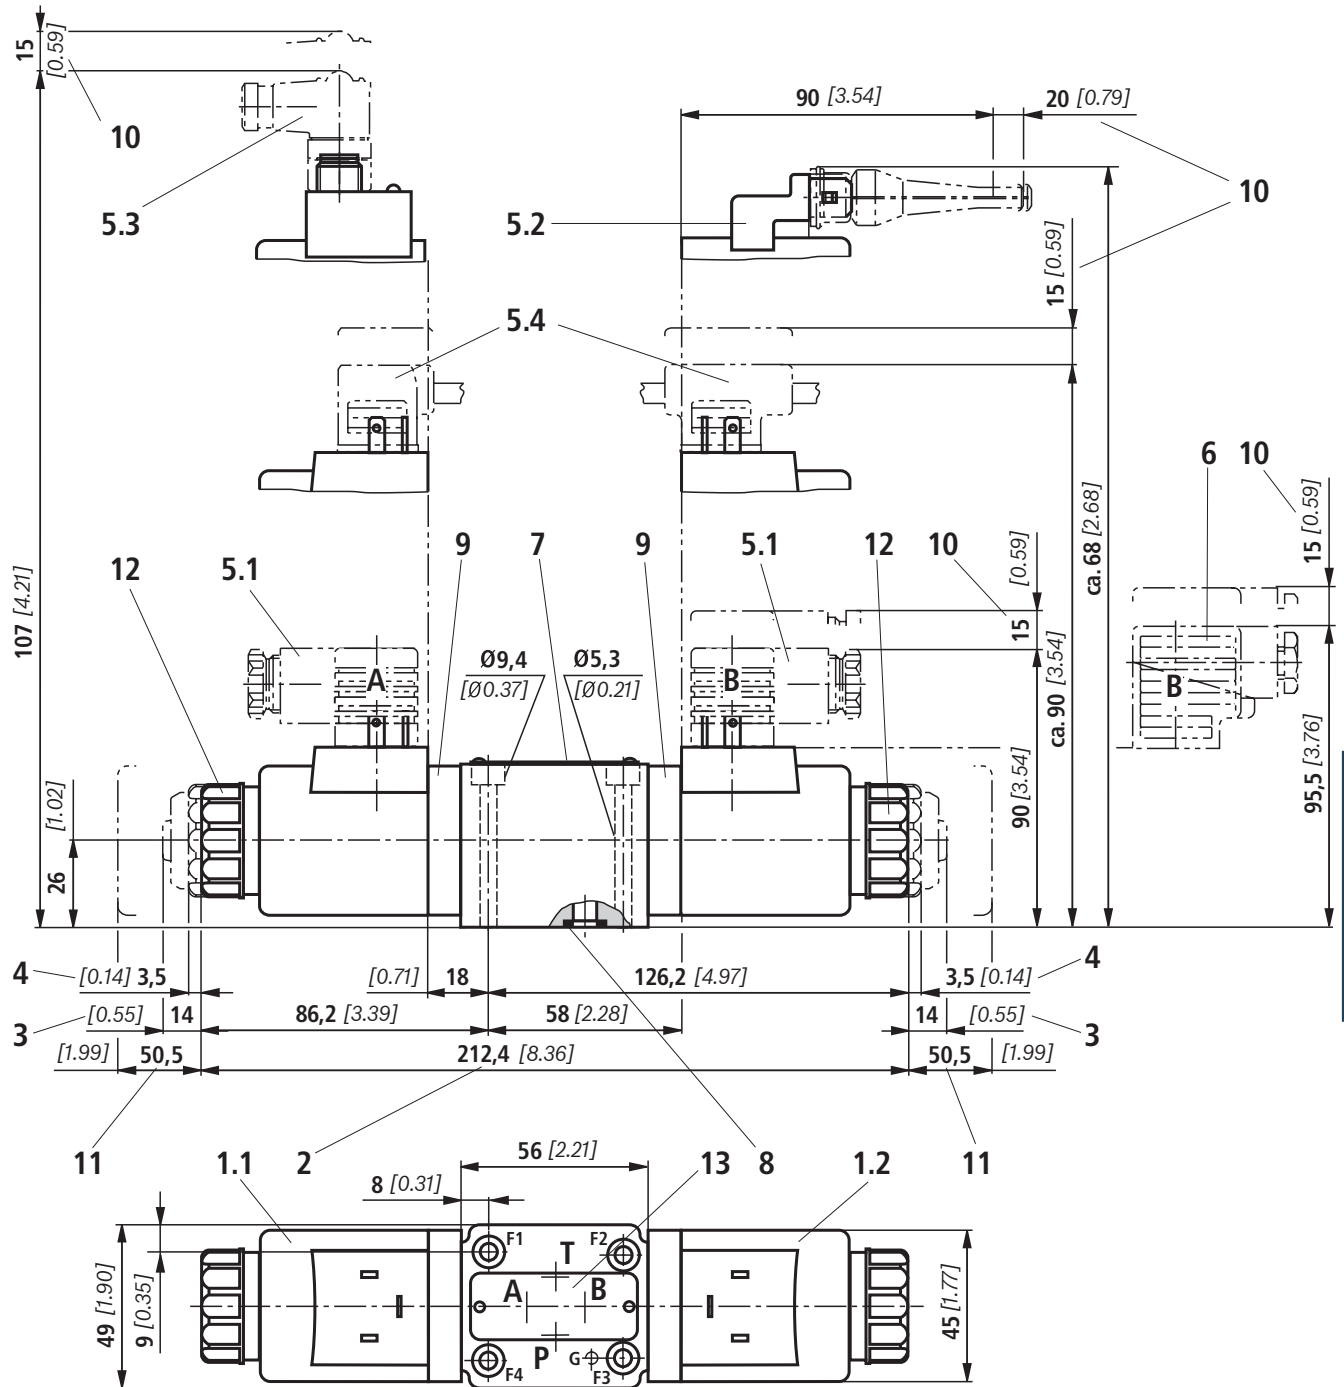 15 [0.59]
90 [3.54] 20 [0.79]
10
10
5.3
5.2
15 [0.59]
5.4
6 10
15 [0.59]
107 [4.21]
ca. 68 [2.68]
ca. 90 [3.54]
12 5.1 9 7 9 5.1 12 10
15 [0.59]
A
Ø9,4
[Ø0.37]
Ø5,3
[Ø0.21]
B
B
26 [1.02]
90 [3.54]
95,5 [3.76]
4 [0.14] 3,5 [0.71] 18 126,2 [4.97] 3,5 [0.14] 4
3 [0.55] 14 86,2 [3.39] 58 [2.28] 14 [0.55] 3
[1.99] 50,5 212,4 [8.36] 50,5 [1.99]
11 1.1 2 56 [2.21] 13 8 1.2 11
8 [0.31]
F1 T F2
A B
P G
F4 F3
49 [1.90]
9 [0.35]
45 [1.77]